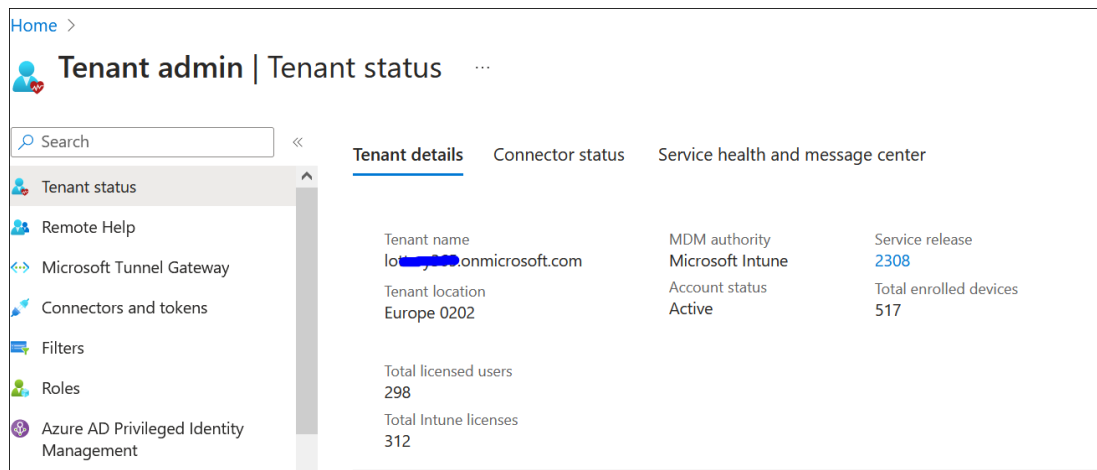 Home >
Tenant admin | Tenant status ...
Search «
Tenant status
Remote Help
Microsoft Tunnel Gateway
Connectors and tokens
Filters
Roles
Azure AD Privileged Identity
Management
Tenant details Connector status Service health and message center
Tenant name
.onmicrosoft.com
Tenant location
Europe 0202
MDM authority
Microsoft Intune
Account status
Active
Service release
2308
Total enrolled devices
517
Total licensed users
298
Total Intune licenses
312